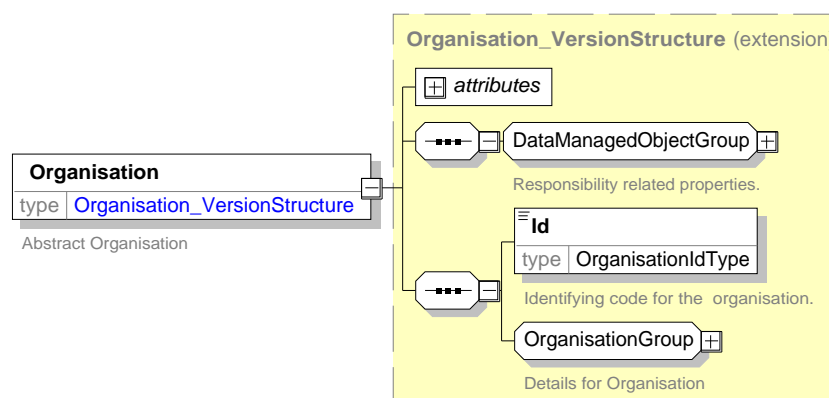 Organisation_VersionStructure (extension
attributes
DataManagedObjectGroup
Responsibility related properties.
Organisation
type Organisation_VersionStructure
Abstract Organisation
Id
type OrganisationIdType
Identifying code for the organisation.
OrganisationGroup
Details for Organisation